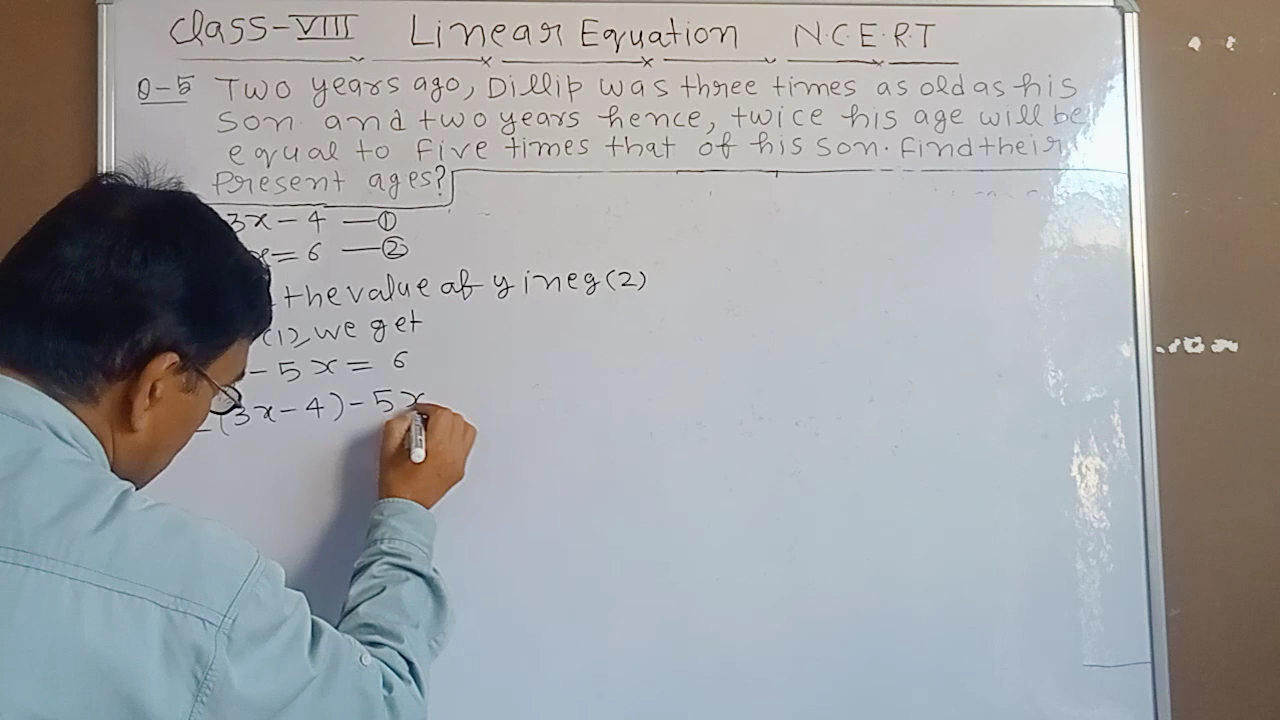 Class-VIII Linear Equation N.C.E.R.T
Q-5 Two years ago, Dillip was three times as old as his
son and two years hence, twice his age will be
equal to five times that of his son. Find their
Present ages?
3x-4 —①
x=6 —②
the value of y in eq (2)
(1), we get
-5x=6
(3x-4)-5x